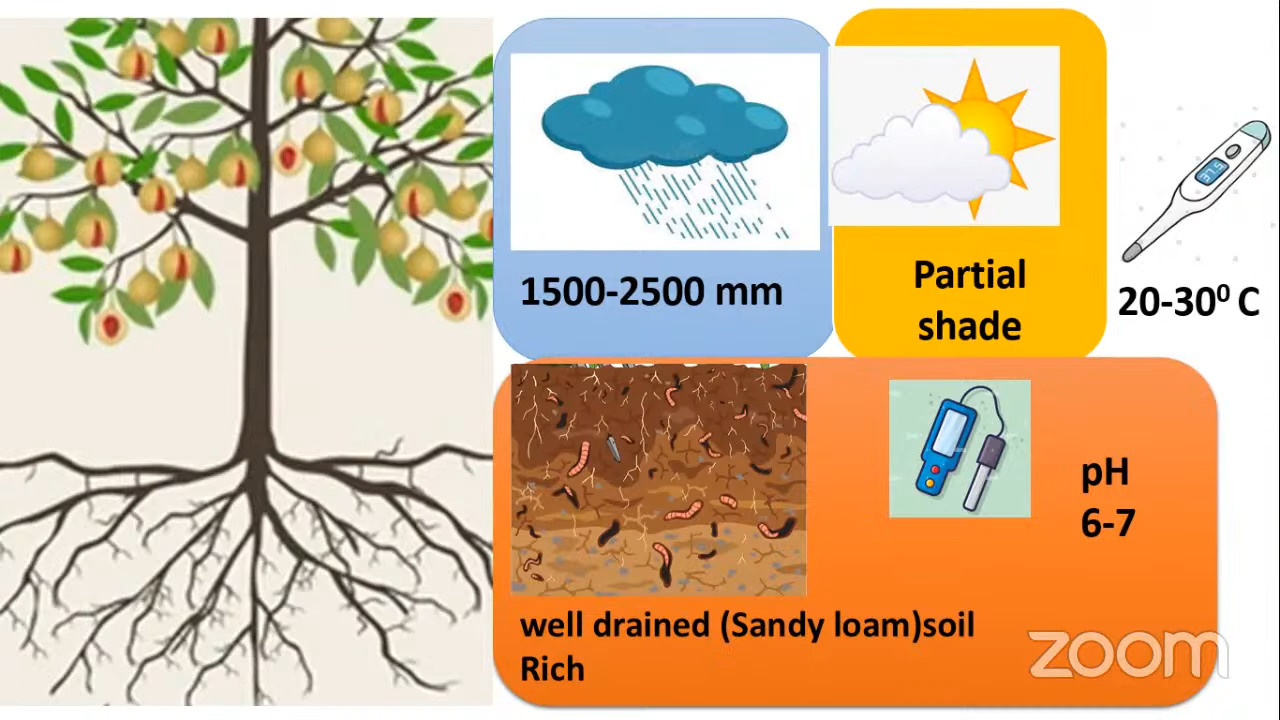 1500-2500 mm
Partial
shade
20-30⁰ C
pH
6-7
well drained (Sandy loam)soil
Rich
zoom